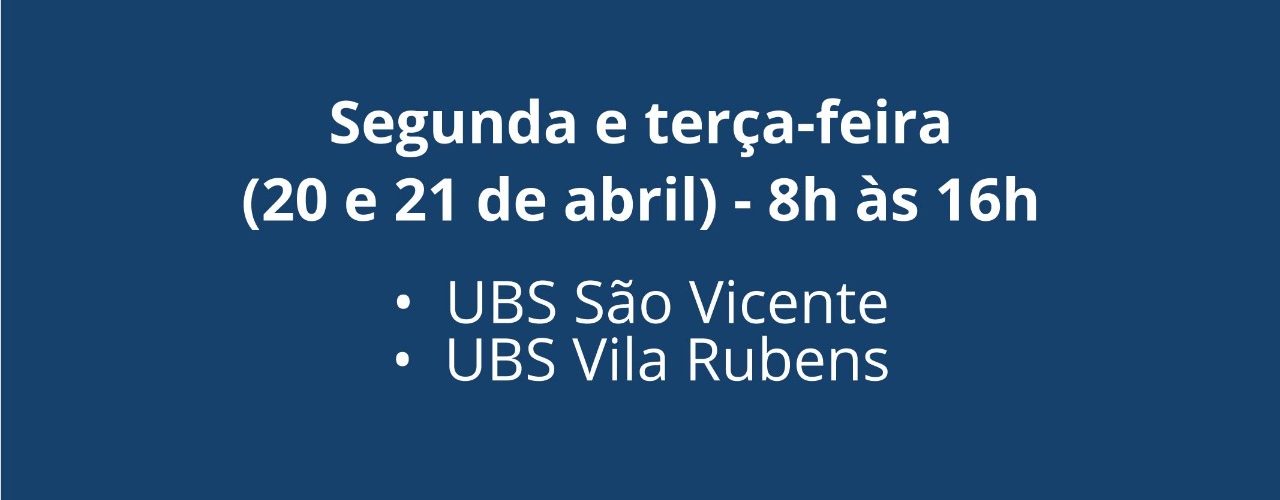 Segunda e terça-feira
(20 e 21 de abril) - 8h às 16h
• UBS São Vicente
• UBS Vila Rubens